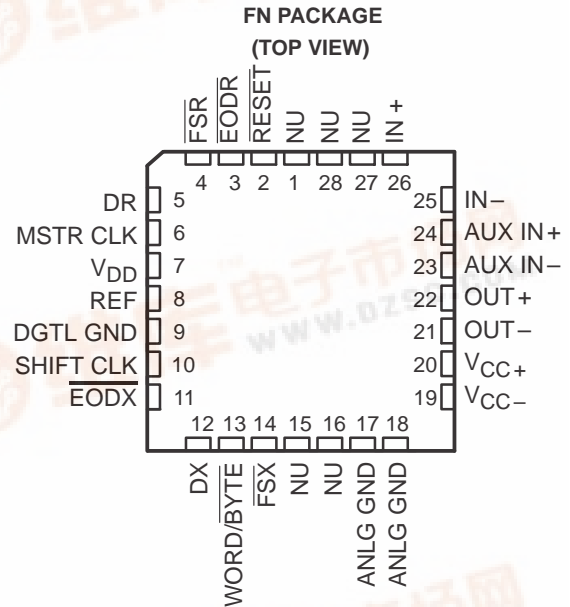 FN PACKAGE
(TOP VIEW)
FSR
EODR
RESET
NU
NU
NU
IN +
4 3 2 1 28 27 26
DR 5
MSTR CLK 6
VDD 7
REF 8
DGTL GND 9
SHIFT CLK 10
EODX 11
25 IN−
24 AUX IN+
23 AUX IN−
22 OUT+
21 OUT−
20 VCC+
19 VCC−
12 13 14 15 16 17 18
DX
WORD/BYTE
FSX
NU
NU
ANLG GND
ANLG GND